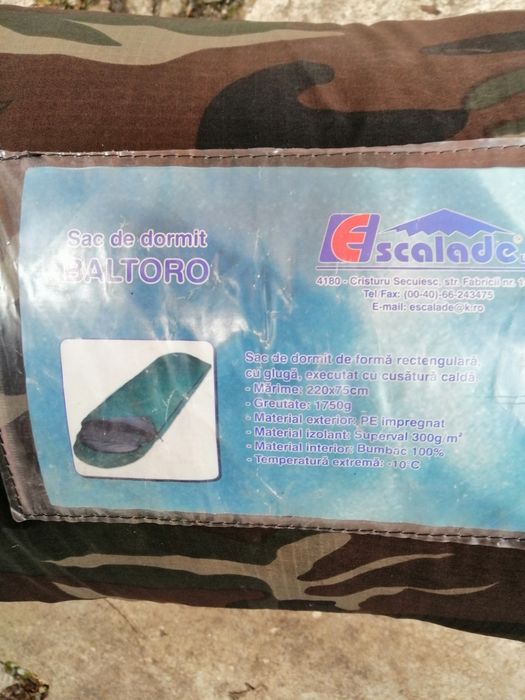 Sac de dormit
BALTORO
Escalade
4180 - Cristuru Secuiesc, str. Fabricii nr. 1
Tel Fax: (00-40)-66-243475
E-mail: escalade@k.ro
Sac de dormit de formă rectengulară,
cu glugă, executat cu cusătură caldă.
- Mărime: 220x75cm
- Greutate: 1750g
- Material exterior: PE impregnat
- Material izolant: Superval 300g/m²
- Material interior: Bumbac 100%
- Temperatură extremă: -10°C